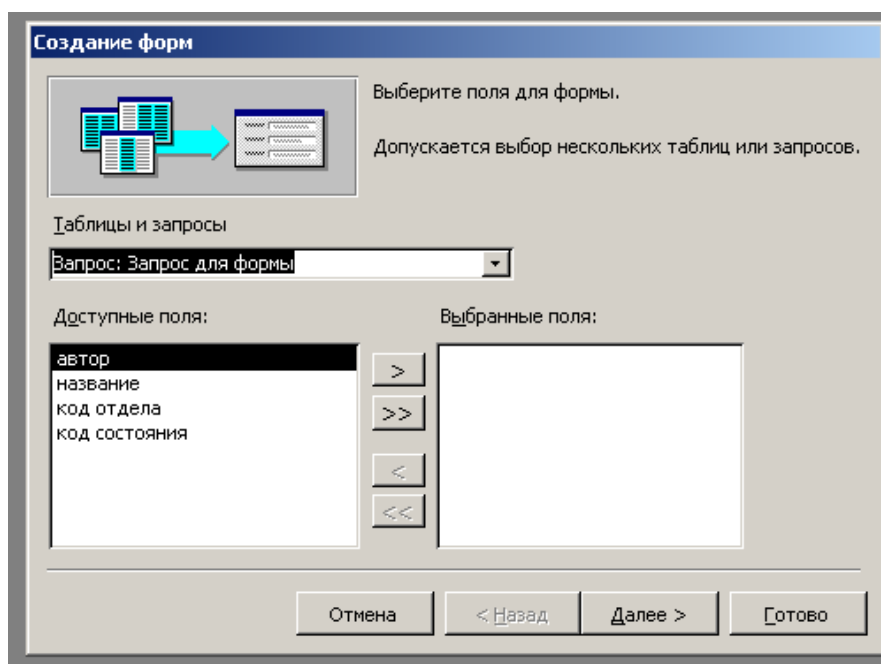 Создание форм
Выберите поля для формы.
Допускается выбор нескольких таблиц или запросов.
Таблицы и запросы
Запрос: Запрос для формы
Доступные поля:
Выбранные поля:
автор
название
код отдела
код состояния
>
>>
<
<<
Отмена
< Назад
Далее >
Готово